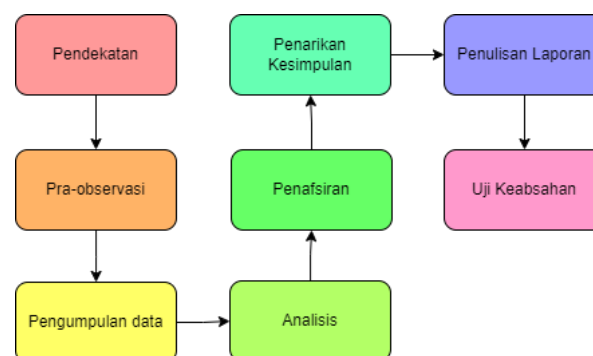 Pendekatan
Pra-observasi
Pengumpulan data
Analisis
Penafsiran
Penarikan
Kesimpulan
Penulisan Laporan
Uji Keabsahan